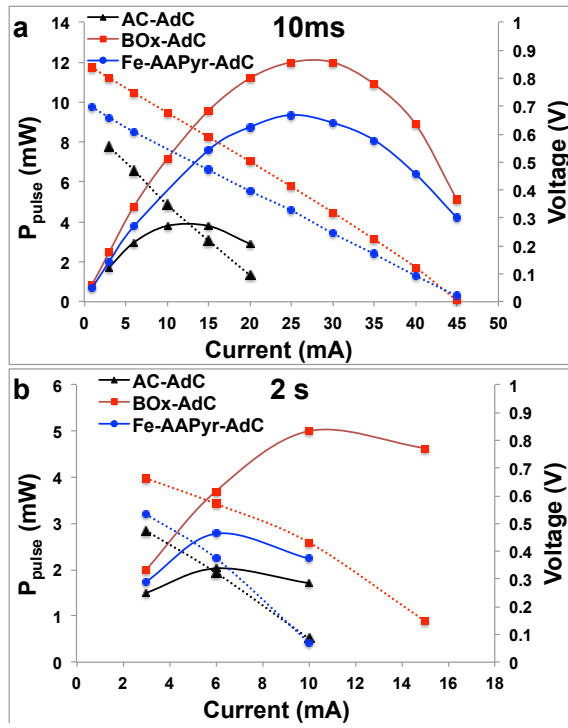 a
10ms
AC-AdC
BOx-AdC
Fe-AAPyr-AdC
14
12
10
8
6
4
2
0
P_pulse (mW)
1
0.9
0.8
0.7
0.6
0.5
0.4
0.3
0.2
0.1
0
Voltage (V)
0 5 10 15 20 25 30 35 40 45 50
Current (mA)
b
2 s
AC-AdC
BOx-AdC
Fe-AAPyr-AdC
6
5
4
3
2
1
0
P_pulse (mW)
1
0.9
0.8
0.7
0.6
0.5
0.4
0.3
0.2
0.1
0
Voltage (V)
0 2 4 6 8 10 12 14 16 18
Current (mA)